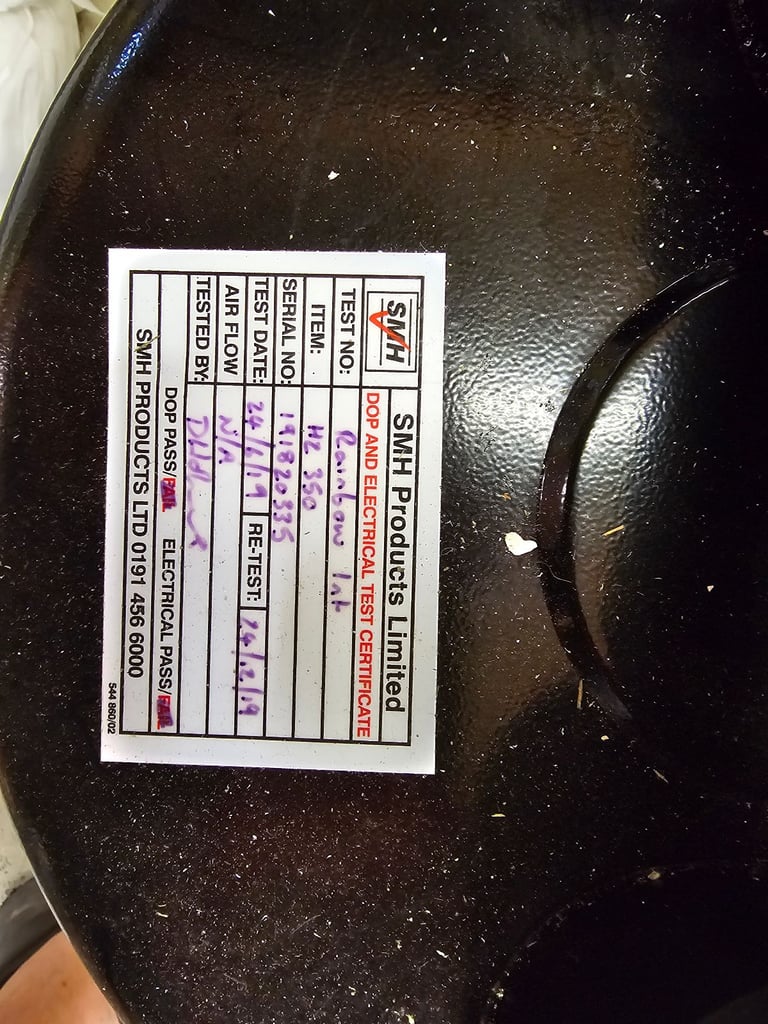 SMH
SMH Products Limited
DOP AND ELECTRICAL TEST CERTIFICATE
TEST NO: Rainbow Int
ITEM: HZ 350
SERIAL NO: 191820335
TEST DATE: 24/6/19 RE-TEST: 24/12/19
AIR FLOW N/A
TESTED BY:
DOP PASS/FAIL ELECTRICAL PASS/FAIL
SMH PRODUCTS LTD 0191 456 6000
544 860/02